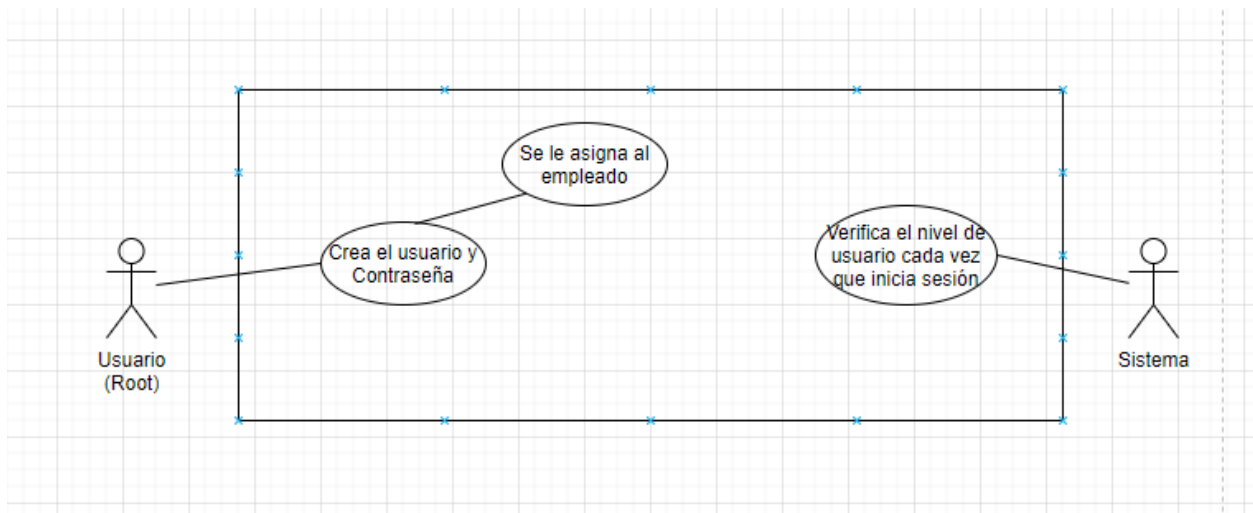 Se le asigna al
empleado
Crea el usuario y
Contraseña
Verifica el nivel de
usuario cada vez
que inicia sesión
Usuario
(Root)
Sistema